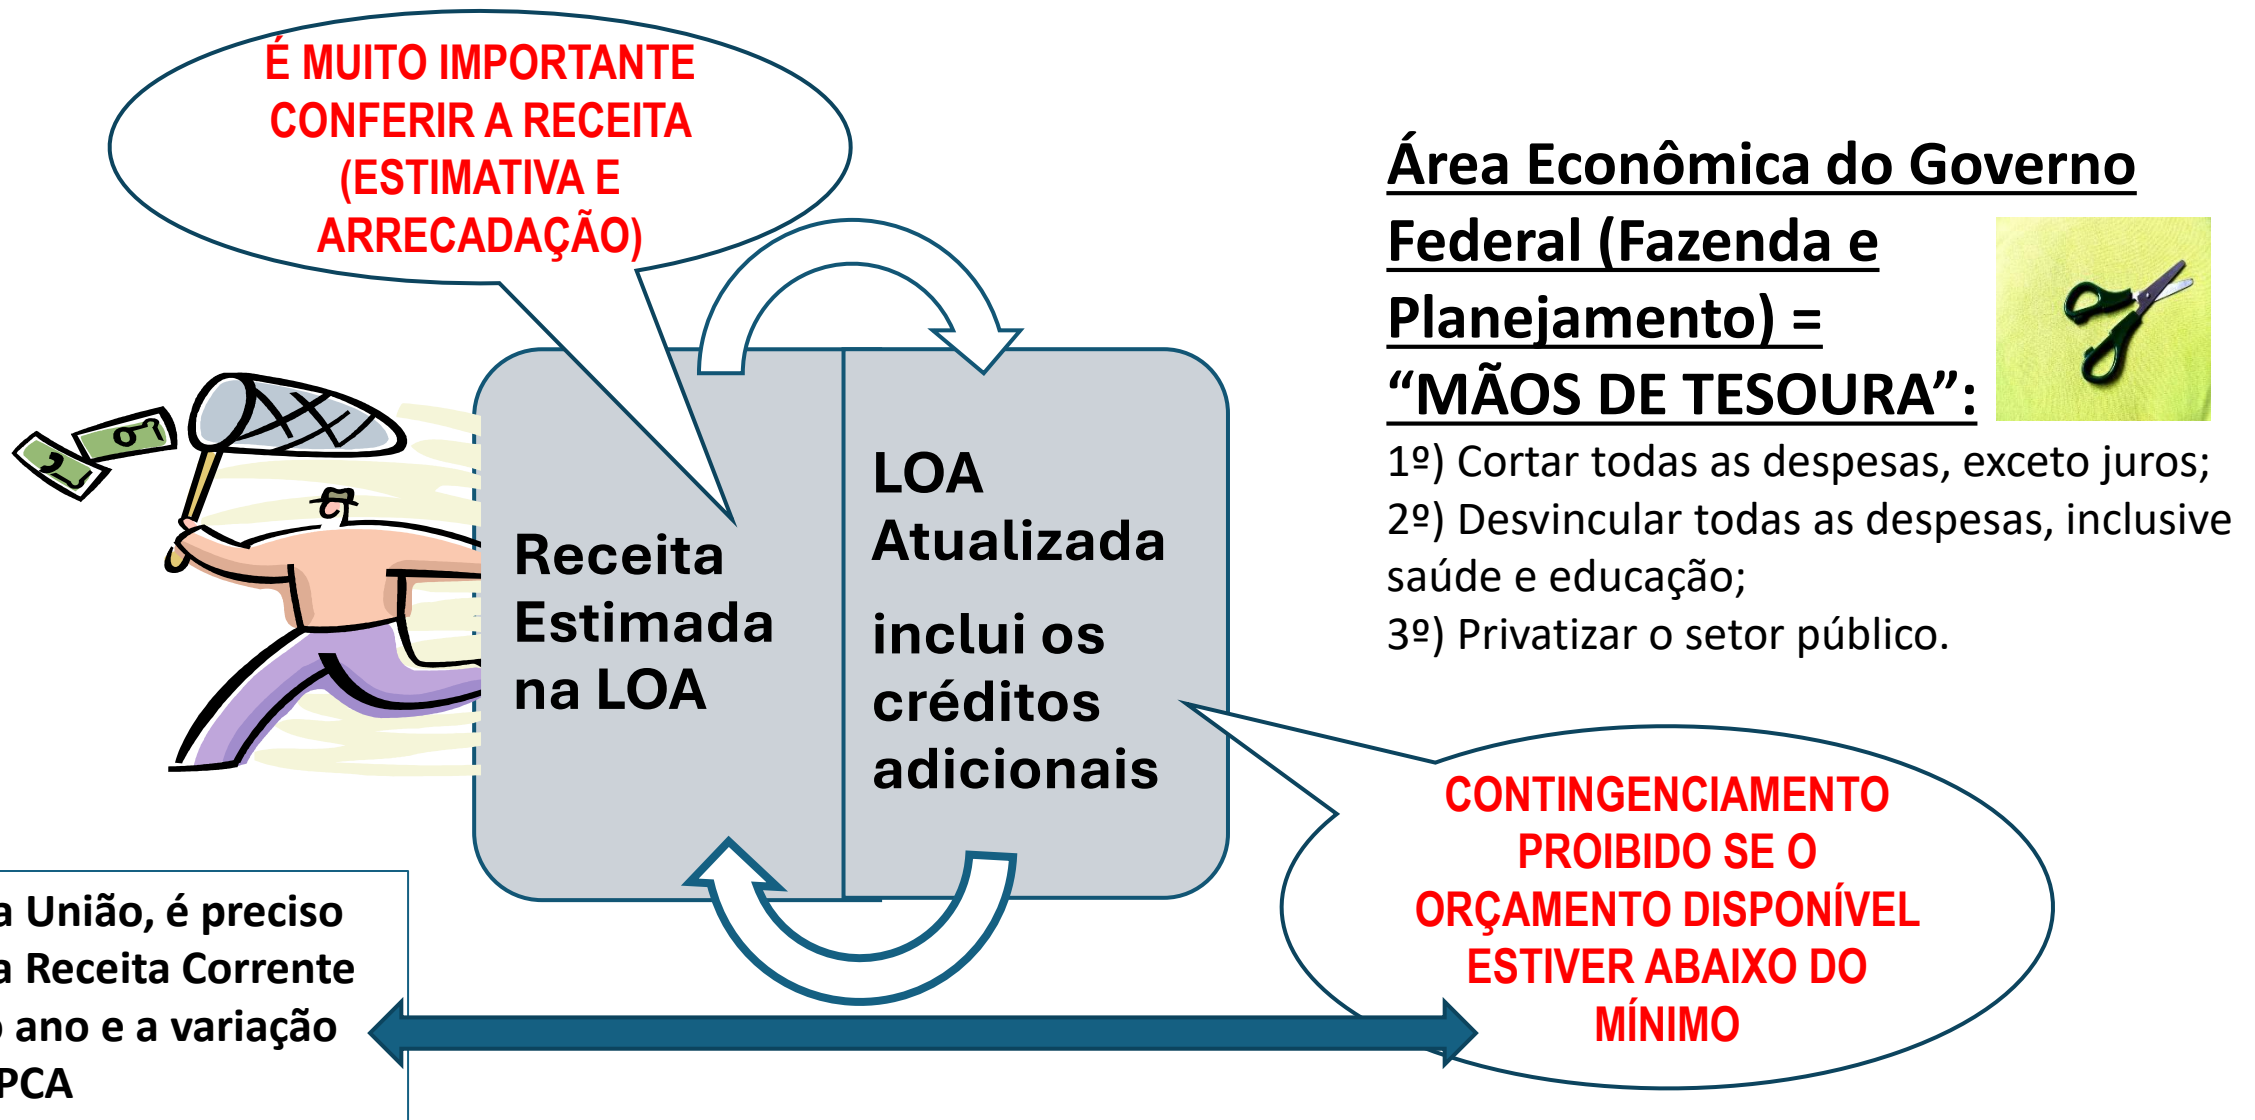 É MUITO IMPORTANTE
CONFERIR A RECEITA
(ESTIMATIVA E
ARRECADAÇÃO)
Área Econômica do Governo
Federal (Fazenda e
Planejamento) =
“MÃOS DE TESOURA”:
1º) Cortar todas as despesas, exceto juros;
2º) Desvincular todas as despesas, inclusive
saúde e educação;
3º) Privatizar o setor público.
Receita
Estimada
na LOA
LOA
Atualizada
inclui os
créditos
adicionais
CONTINGENCIAMENTO
PROIBIDO SE O
ORÇAMENTO DISPONÍVEL
ESTIVER ABAIXO DO
MÍNIMO
a União, é preciso
a Receita Corrente
ano e a variação
PCA